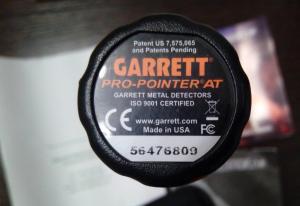 Patent US 7,575,065
and Patents Pending
GARRETT
PRO-POINTER AT
GARRETT METAL DETECTORS
ISO 9001 CERTIFIED
CE
www.garrett.com
Made in USA
FC
56476809